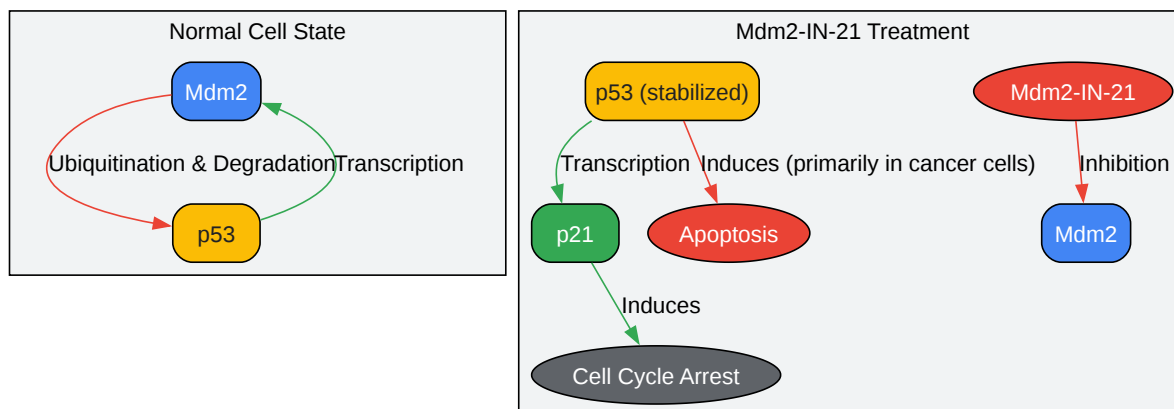 Normal Cell State
Mdm2
Ubiquitination & Degradation
Transcription
p53
Mdm2-IN-21 Treatment
p53 (stabilized)
Mdm2-IN-21
Transcription
Induces (primarily in cancer cells)
Inhibition
p21
Apoptosis
Mdm2
Induces
Cell Cycle Arrest